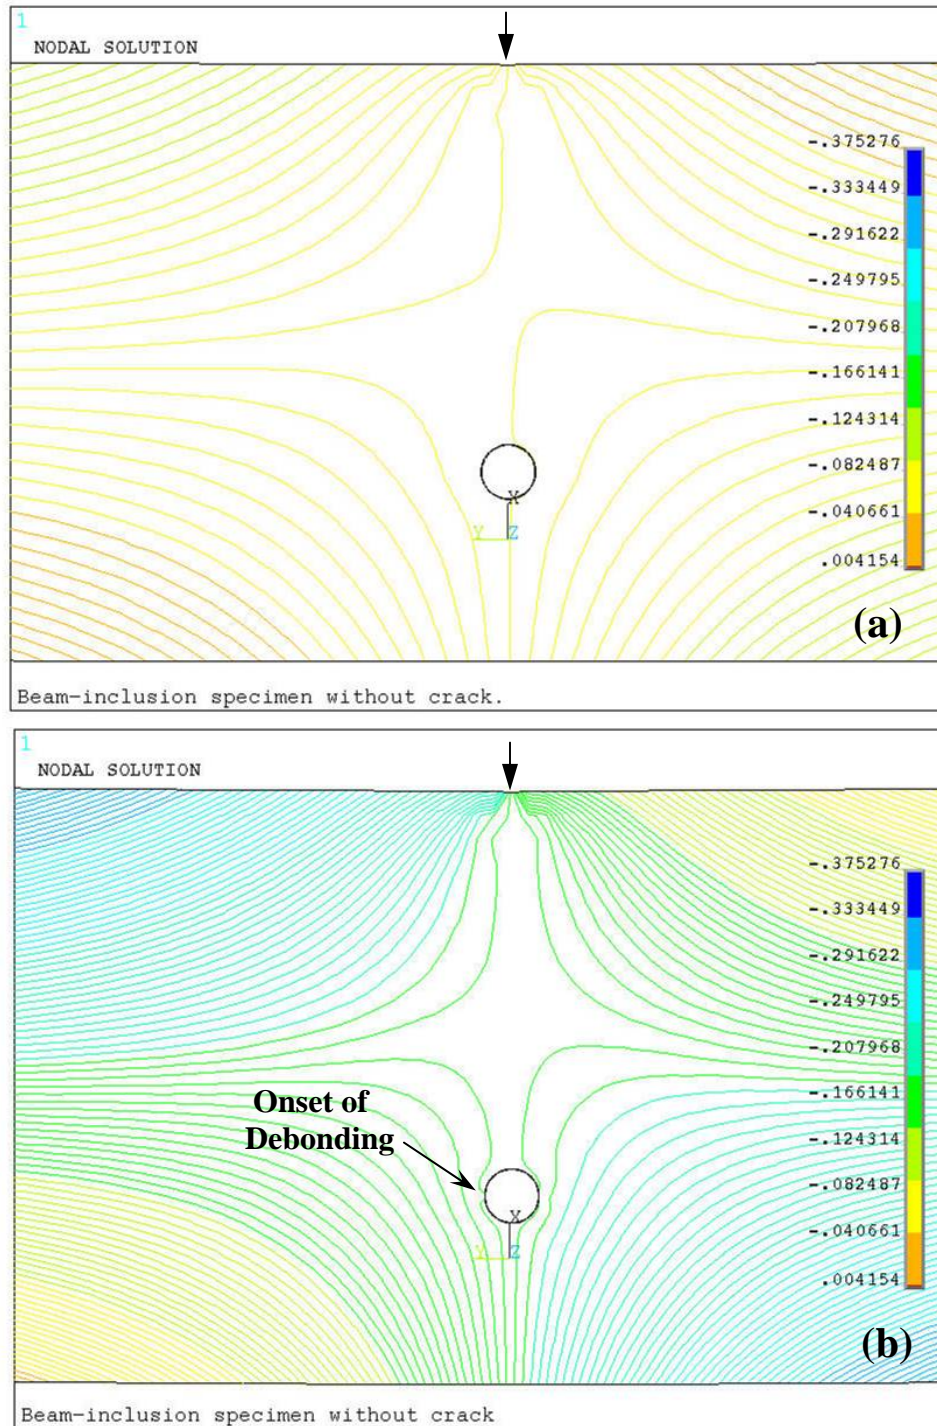 1
NODAL SOLUTION
-.375276
-.333449
-.291622
-.249795
-.207968
-.166141
-.124314
-.082487
-.040661
.004154
X
Y
Z
(a)
Beam-inclusion specimen without crack.
1
NODAL SOLUTION
-.375276
-.333449
-.291622
-.249795
-.207968
-.166141
-.124314
-.082487
-.040661
.004154
Onset of
Debonding
X
Y
Z
(b)
Beam-inclusion specimen without crack